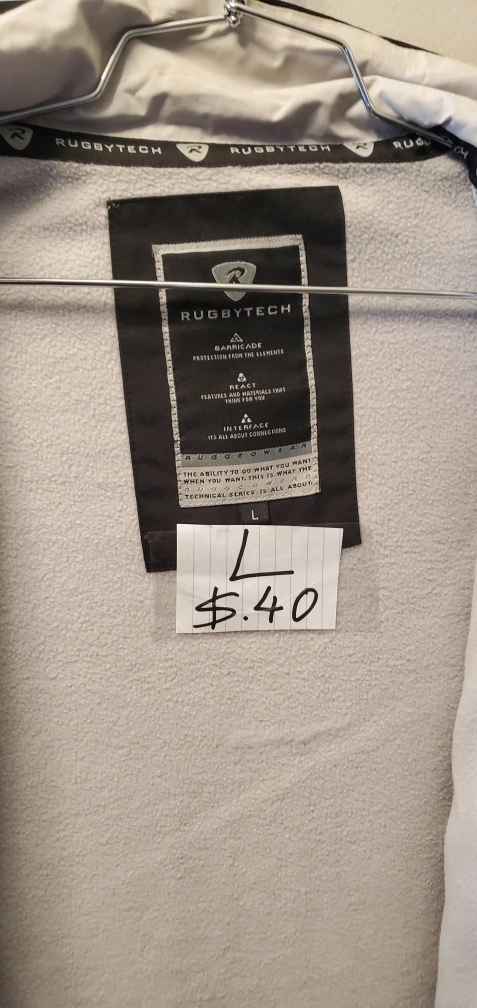 RUGBYTECH RUGBYTECH RUG
RUGBYTECH
BARRICADE
PROTECTION FROM THE ELEMENTS
REACT
FEATURES AND MATERIALS THAT
THINK FOR YOU
INTERFACE
ITS ALL ABOUT CONNECTIONS
RUGGEDWEAR
THE ABILITY TO DO WHAT YOU WANT
WHEN YOU WANT. THIS IS WHAT THE
RUGGEDWEAR
TECHNICAL SERIES IS ALL ABOUT.
L
L
$.40